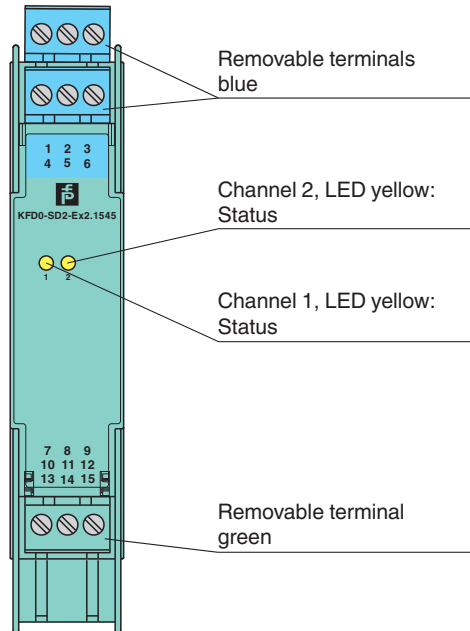 Removable terminals
blue
1 2 3
4 5 6
KFD0-SD2-Ex2.1545
Channel 2, LED yellow:
Status
1 2
Channel 1, LED yellow:
Status
7 8 9
10 11 12
13 14 15
Removable terminal
green